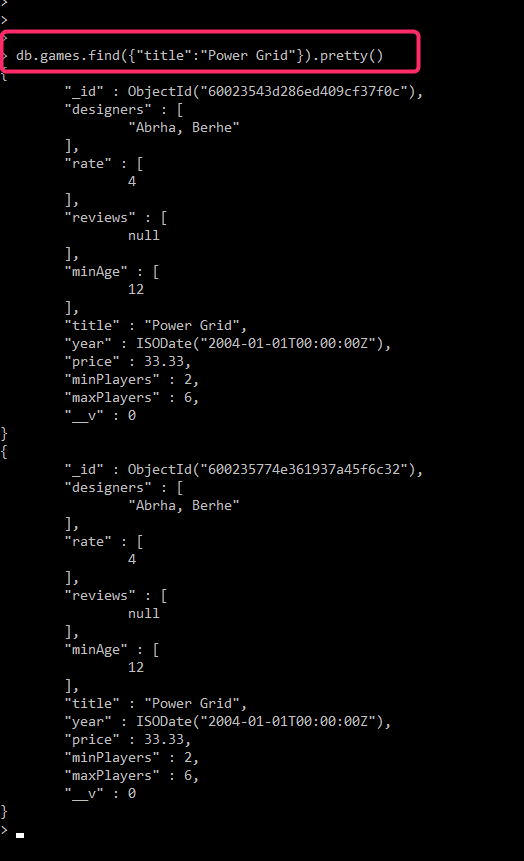 >
>
>
> db.games.find({"title":"Power Grid"}).pretty()
{
        "_id" : ObjectId("60023543d286ed409cf37f0c"),
        "designers" : [
                "Abrha, Berhe"
        ],
        "rate" : [
                4
        ],
        "reviews" : [
                null
        ],
        "minAge" : [
                12
        ],
        "title" : "Power Grid",
        "year" : ISODate("2004-01-01T00:00:00Z"),
        "price" : 33.33,
        "minPlayers" : 2,
        "maxPlayers" : 6,
        "__v" : 0
}
{
        "_id" : ObjectId("600235774e361937a45f6c32"),
        "designers" : [
                "Abrha, Berhe"
        ],
        "rate" : [
                4
        ],
        "reviews" : [
                null
        ],
        "minAge" : [
                12
        ],
        "title" : "Power Grid",
        "year" : ISODate("2004-01-01T00:00:00Z"),
        "price" : 33.33,
        "minPlayers" : 2,
        "maxPlayers" : 6,
        "__v" : 0
}
>